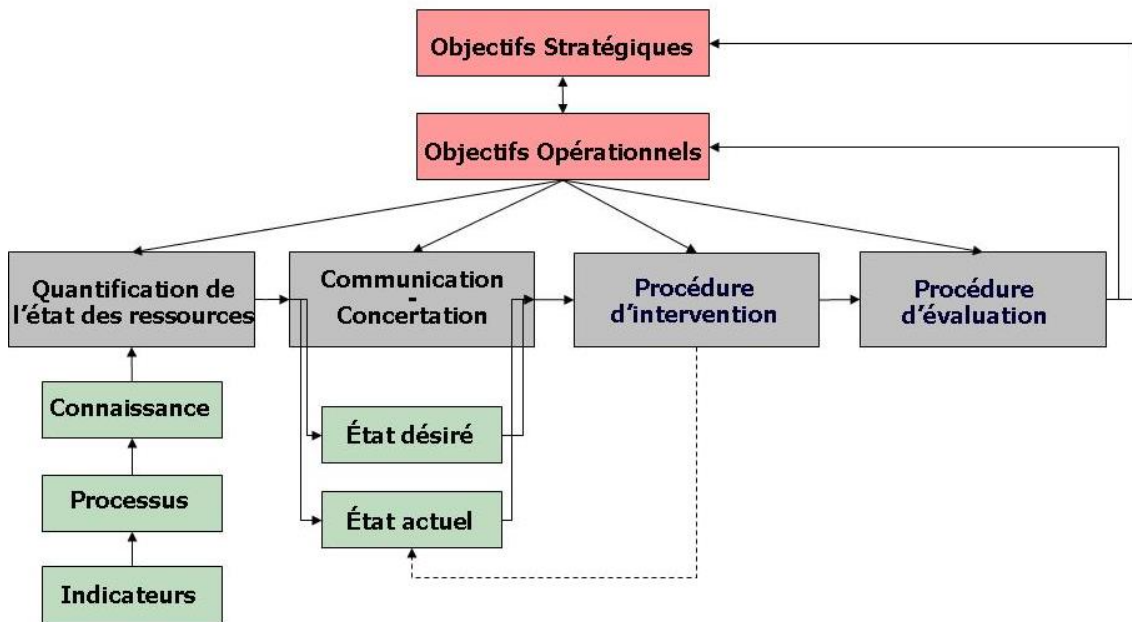 Objectifs Stratégiques
Objectifs Opérationnels
Quantification de
l'état des ressources
Communication
-
Concertation
Procédure
d'intervention
Procédure
d'évaluation
Connaissance
État désiré
Processus
État actuel
Indicateurs